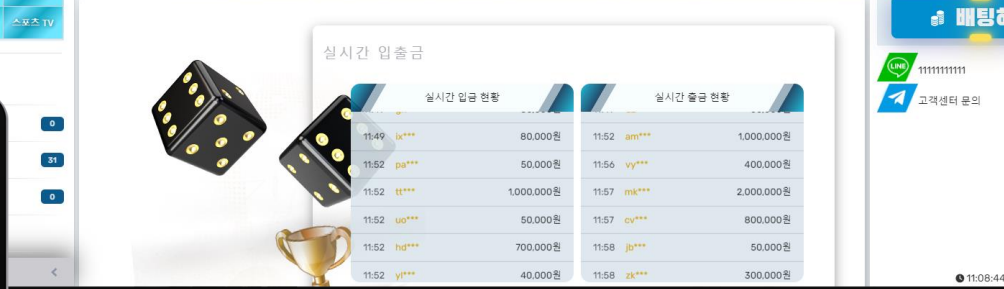 스포츠 TV
0
31
0
실시간 입출금
실시간 입금 현황
11:49 ix*** 80,000원
11:52 pa*** 50,000원
11:52 tt*** 1,000,000원
11:52 uo*** 50,000원
11:52 hd*** 700,000원
11:52 yl*** 40,000원
실시간 출금 현황
11:52 am*** 1,000,000원
11:56 vy*** 400,000원
11:57 mk*** 2,000,000원
11:57 cv*** 800,000원
11:58 jb*** 50,000원
11:58 zk*** 300,000원
배팅하
LINE
11111111111
고객센터 문의
11:08:44